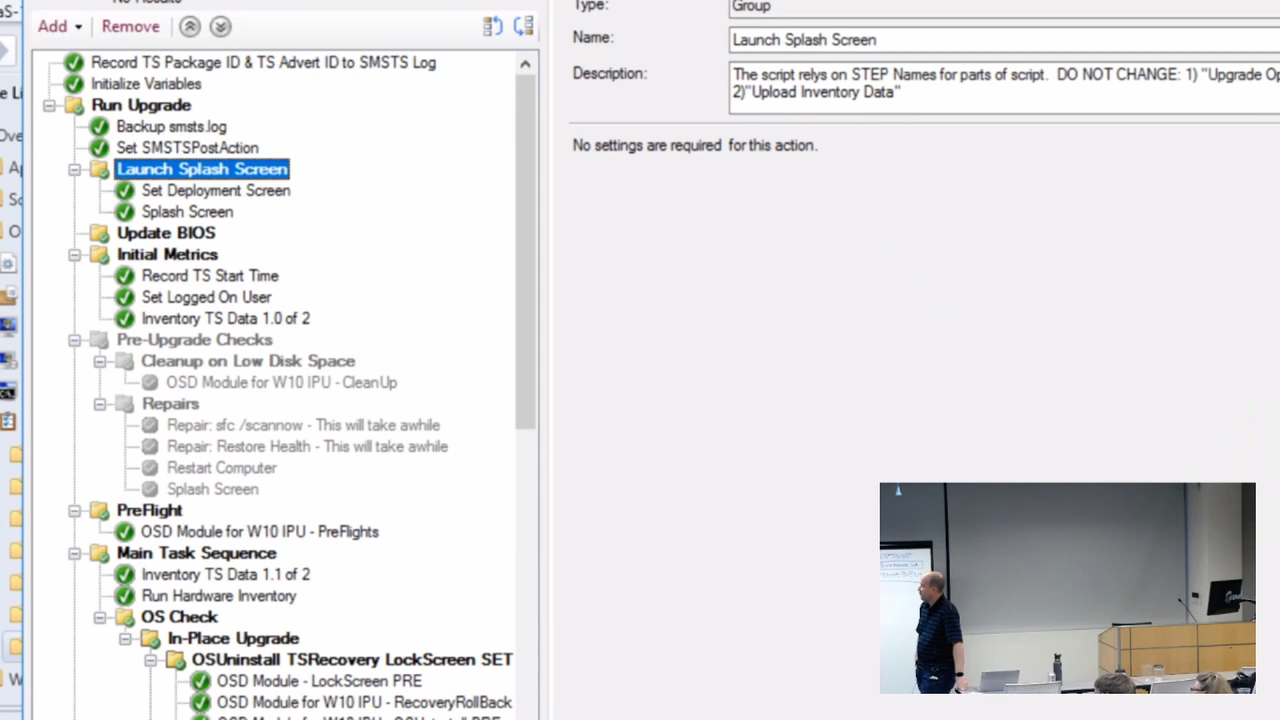 Add
Remove
Record TS Package ID & TS Advert ID to SMSTS Log
Initialize Variables
Run Upgrade
Backup smsts.log
Set SMSTSPostAction
Launch Splash Screen
Set Deployment Screen
Splash Screen
Update BIOS
Initial Metrics
Record TS Start Time
Set Logged On User
Inventory TS Data 1.0 of 2
Pre-Upgrade Checks
Cleanup on Low Disk Space
OSD Module for W10 IPU - CleanUp
Repairs
Repair: sfc /scannow - This will take awhile
Repair: Restore Health - This will take awhile
Restart Computer
Splash Screen
PreFlight
OSD Module for W10 IPU - PreFlights
Main Task Sequence
Inventory TS Data 1.1 of 2
Run Hardware Inventory
OS Check
In-Place Upgrade
OSUninstall TSRecovery LockScreen SET
OSD Module - LockScreen PRE
OSD Module for W10 IPU - RecoveryRollBack
Type:
Group
Name:
Launch Splash Screen
Description:
The script relies on STEP Names for parts of script. DO NOT CHANGE: 1) "Upgrade Op
2)"Upload Inventory Data"
No settings are required for this action.